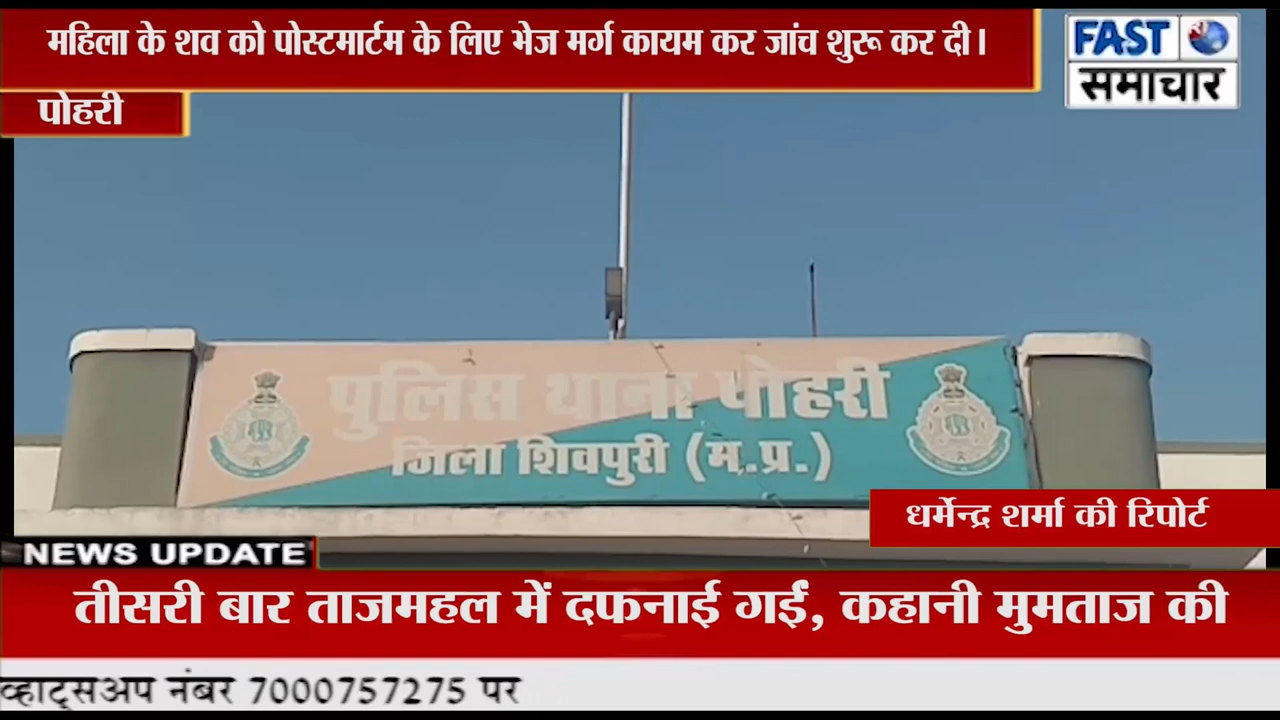 महिला के शव को पोस्टमार्टम के लिए भेज मर्ग कायम कर जांच शुरू कर दी।
FAST
समाचार
पोहरी
पुलिस थाना पोहरी
जिला शिवपुरी (म.प्र.)
धर्मेन्द्र शर्मा की रिपोर्ट
NEWS UPDATE
तीसरी बार ताजमहल में दफनाई गईं, कहानी मुमताज की
व्हाट्सअप नंबर 7000757275 पर